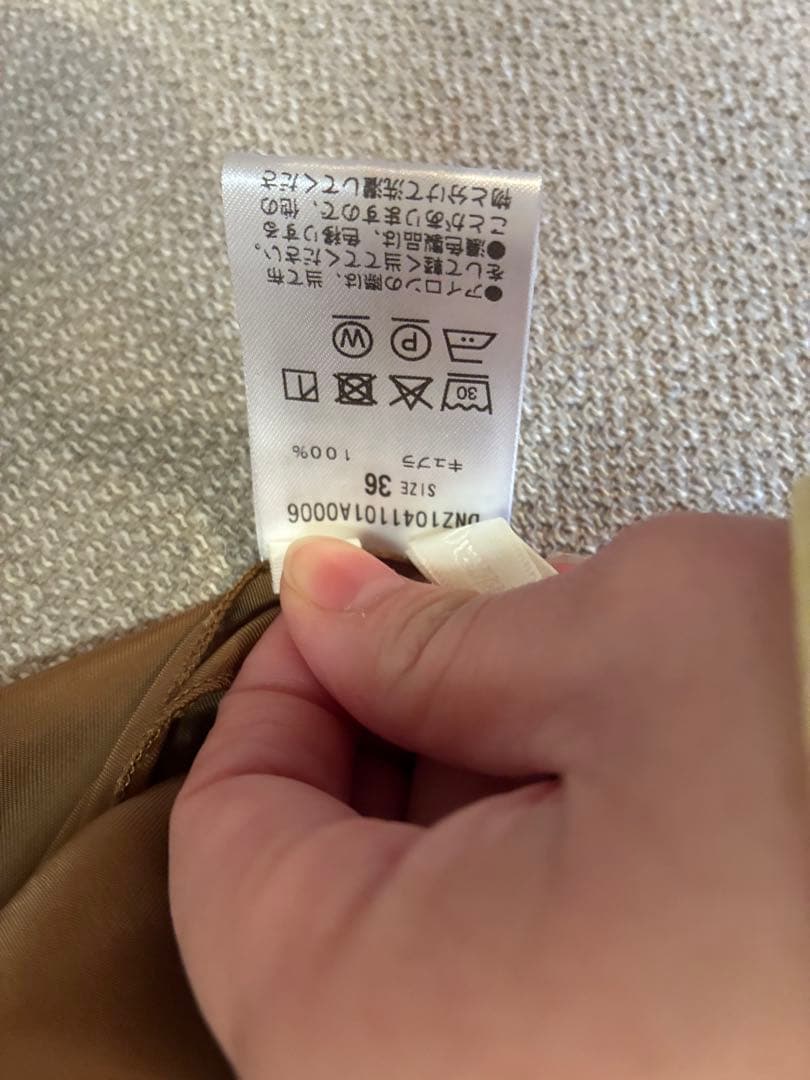 DNZ1041101A0006
SIZE 36
キュプラ 100%
30
P W
●アイロンの際は、当て布
をして軽く当ててください。
●濃色製品は、色移りする
ことがありますので、他の
物と分けて洗濯してくださ